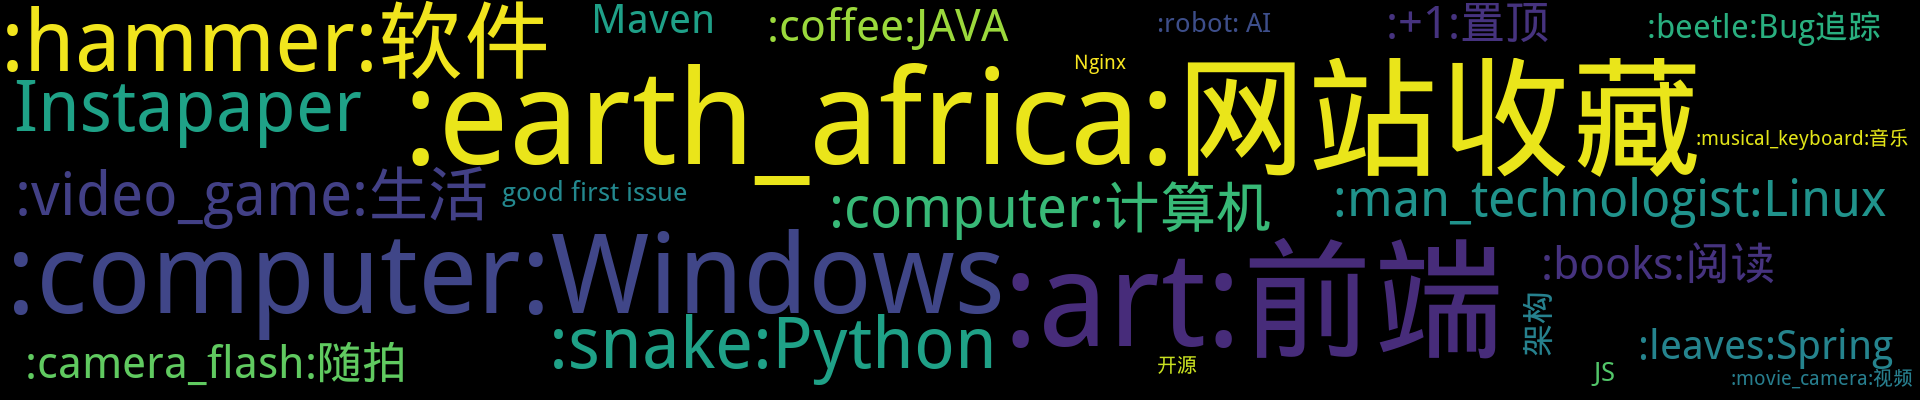 :hammer:软件
Maven
:coffee:JAVA
:robot: AI
:+1:置顶
:beetle:Bug追踪
Instapaper
Nginx
:earth_africa:网站收藏
:musical_keyboard:音乐
:video_game:生活
good first issue
:computer:计算机
:man_technologist:Linux
:computer:Windows
:art:前端
:books:阅读
架构
:snake:Python
:leaves:Spring
:camera_flash:随拍
开源
JS
:movie_camera:视频